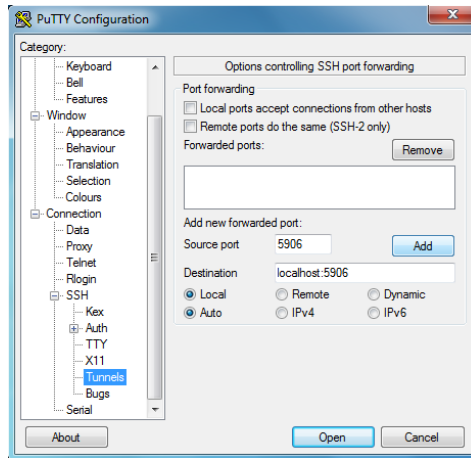 PuTTY Configuration
Category:
Keyboard
Bell
Features
Window
Appearance
Behaviour
Translation
Selection
Colours
Connection
Data
Proxy
Telnet
Rlogin
SSH
Kex
Auth
TTY
X11
Tunnels
Bugs
Serial
Options controlling SSH port forwarding
Port forwarding
Local ports accept connections from other hosts
Remote ports do the same (SSH-2 only)
Forwarded ports:
Remove
Add new forwarded port:
Source port 5906 Add
Destination localhost:5906
Local Remote Dynamic
Auto IPv4 IPv6
About Open Cancel